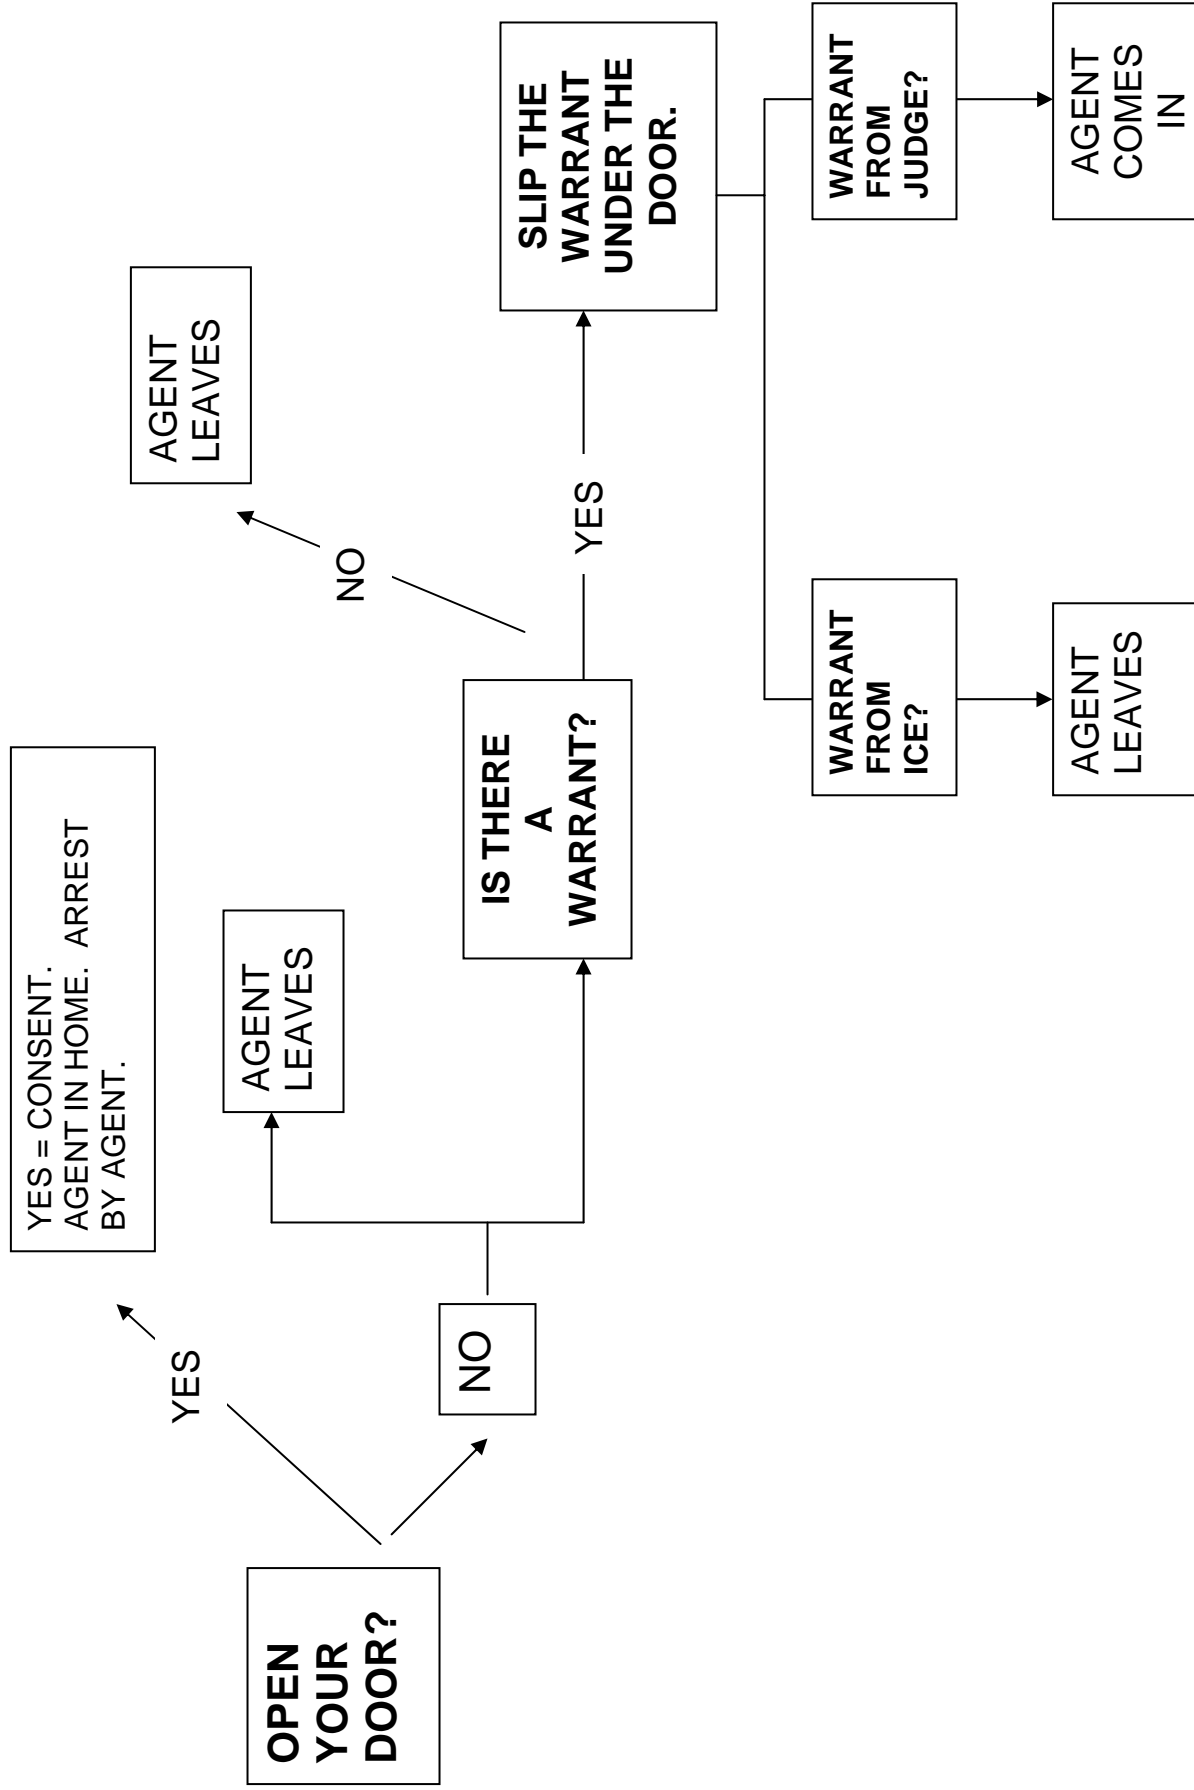 OPEN
YOUR
DOOR?
YES
YES = CONSENT.
AGENT IN HOME. ARREST
BY AGENT.
NO
AGENT
LEAVES
IS THERE
A
WARRANT?
NO
AGENT
LEAVES
YES
SLIP THE
WARRANT
UNDER THE
DOOR.
WARRANT
FROM
ICE?
AGENT
LEAVES
WARRANT
FROM
JUDGE?
AGENT
COMES
IN